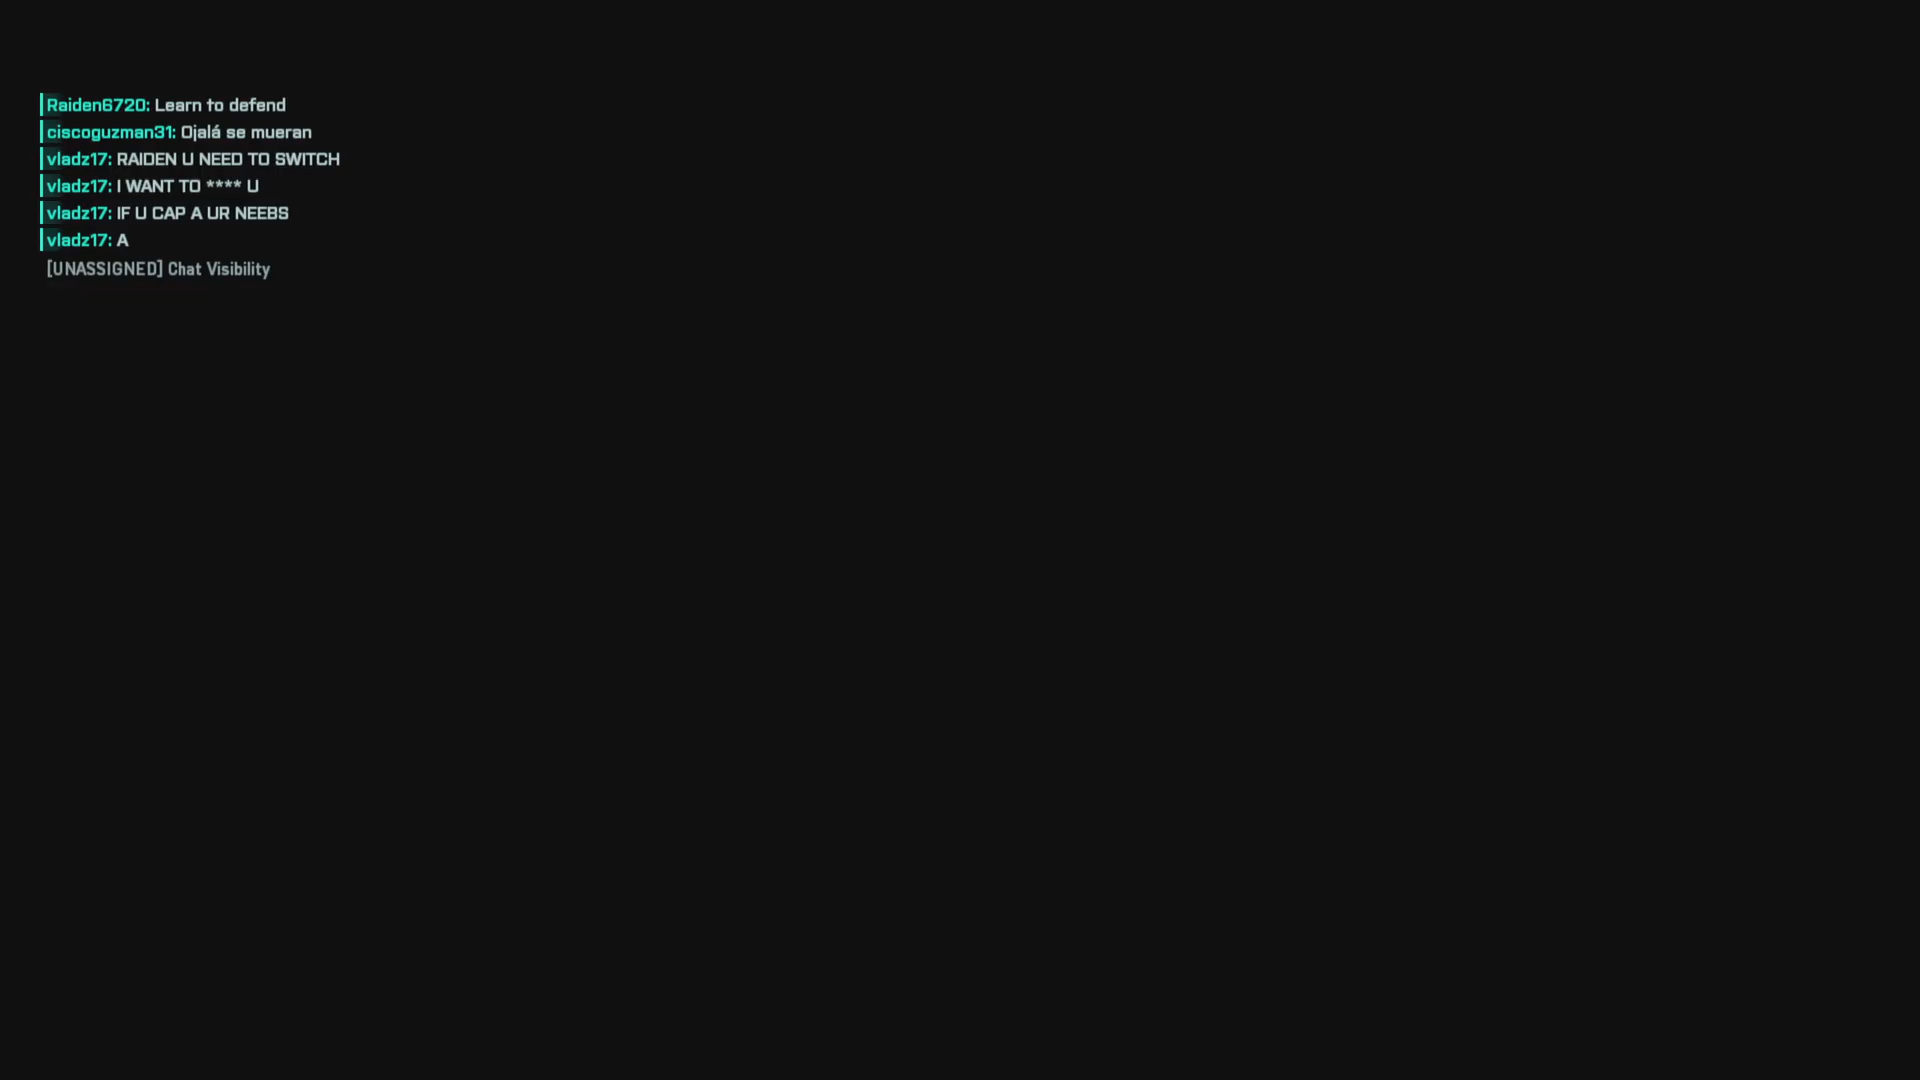 Raiden6720: Learn to defend
ciscoguzman31: Ojalá se mueran
vladz17: RAIDEN U NEED TO SWITCH
vladz17: I WANT TO **** U
vladz17: IF U CAP A UR NEEBS
vladz17: A
[UNASSIGNED] Chat Visibility